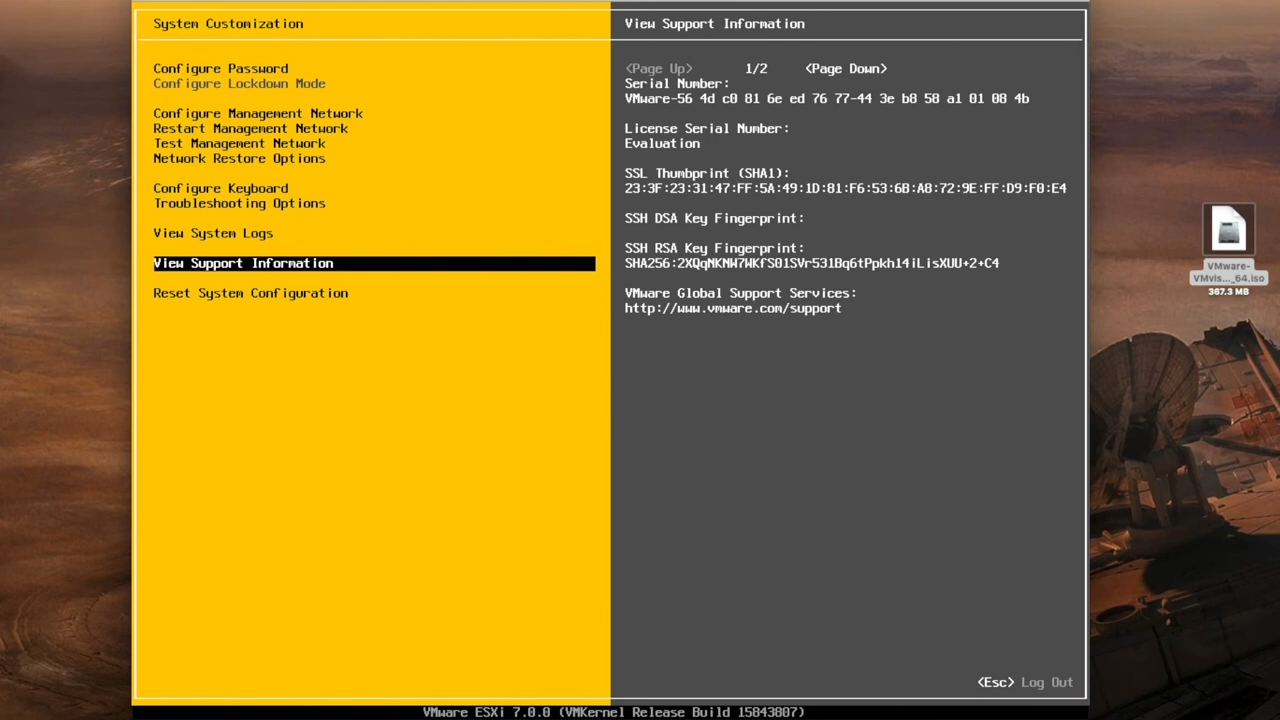 System Customization
Configure Password
Configure Lockdown Mode
Configure Management Network
Restart Management Network
Test Management Network
Network Restore Options
Configure Keyboard
Troubleshooting Options
View System Logs
View Support Information
Reset System Configuration
View Support Information
<Page Up> 1/2 <Page Down>
Serial Number:
VMware-56 4d c0 81 6e ed 76 77-44 3e b8 58 a1 01 08 4b
License Serial Number:
Evaluation
SSL Thumbprint (SHA1):
23:3F:23:31:47:FF:5A:49:1D:81:F6:53:6B:A8:72:9E:FF:D9:F0:E4
SSH DSA Key Fingerprint:
SSH RSA Key Fingerprint:
SHA256:2XQqNKNW7WKfS01SVr531Bq6tPpkh14iLisXUU+2+C4
VMware Global Support Services:
http://www.vmware.com/support
<Esc> Log Out
VMware ESXi 7.0.0 (VMKernel Release Build 15843807)
VMware-
VMvis..._64.iso
367.3 MB